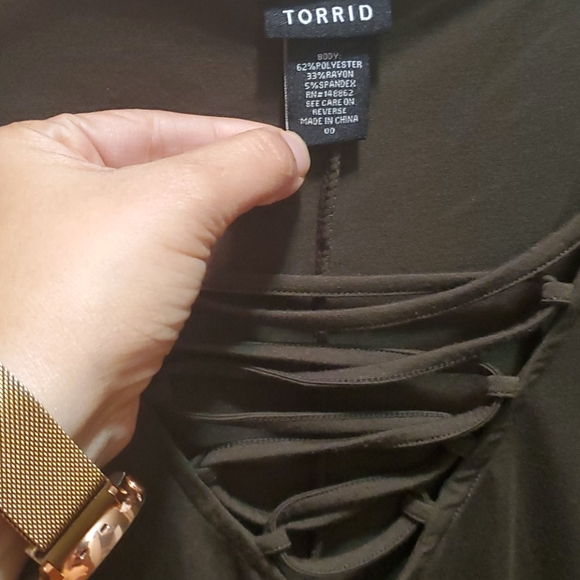 TORRID
BODY:
62%POLYESTER
33%RAYON
5%SPANDEX
RN#148862
SEE CARE ON
REVERSE
MADE IN CHINA
00